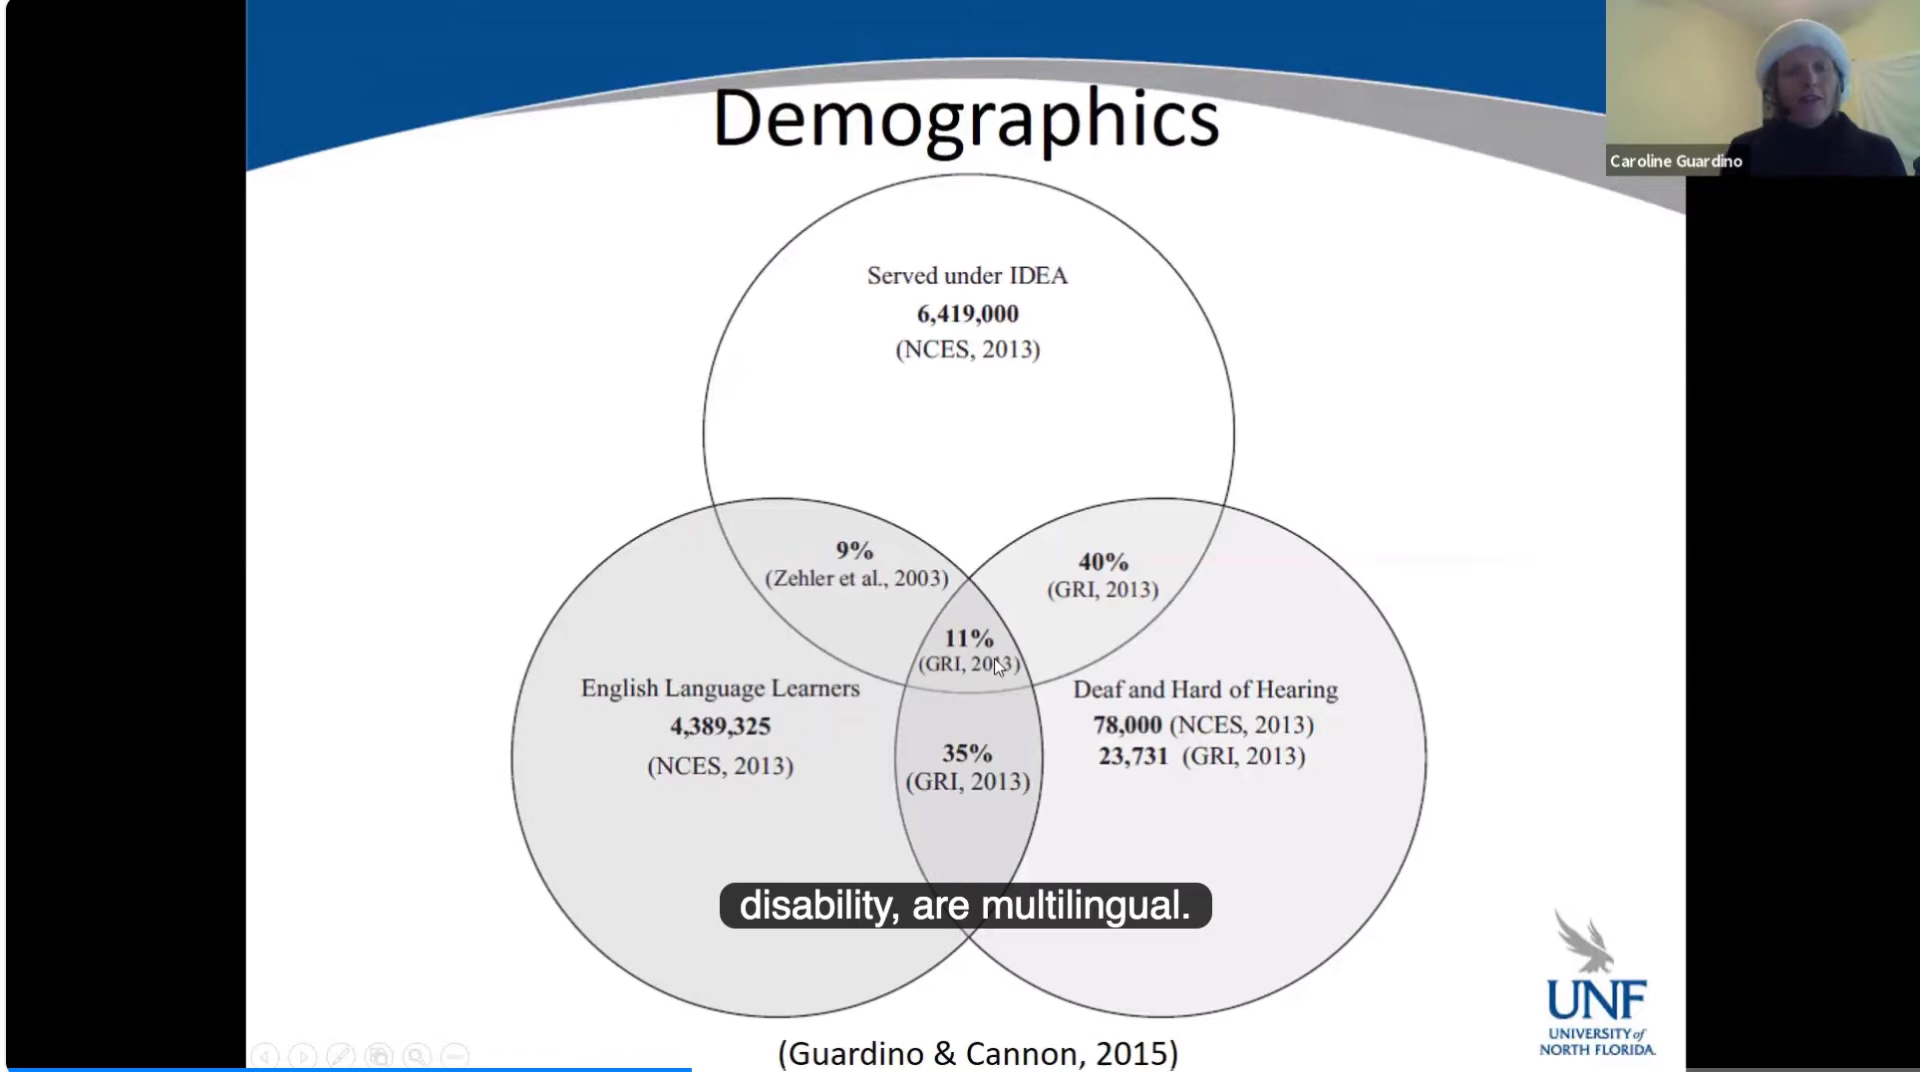 Demographics
Caroline Guardino
Served under IDEA
6,419,000
(NCES, 2013)
9%
(Zehler et al., 2003)
40%
(GRI, 2013)
11%
(GRI, 2013)
English Language Learners
4,389,325
(NCES, 2013)
35%
(GRI, 2013)
Deaf and Hard of Hearing
78,000 (NCES, 2013)
23,731 (GRI, 2013)
disability, are multilingual.
UNF
UNIVERSITY of
NORTH FLORIDA.
(Guardino & Cannon, 2015)